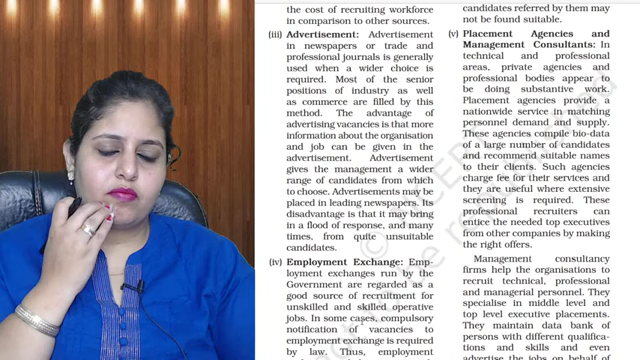 the cost of recruiting workforce
in comparison to other sources.
(iii) Advertisement: Advertisement
in newspapers or trade and
professional journals is generally
used when a wider choice is
required. Most of the senior
positions of industry as well
as commerce are filled by this
method. The advantage of
advertising vacancies is that more
information about the organisation
and job can be given in the
advertisement. Advertisement
gives the management a wider
range of candidates from which
to choose. Advertisements may be
placed in leading newspapers. Its
disadvantage is that it may bring
in a flood of response, and many
times, from quite unsuitable
candidates.
(iv) Employment Exchange: Emp-
loyment exchanges run by the
Government are regarded as a
good source of recruitment for
unskilled and skilled operative
jobs. In some cases, compulsory
notification of vacancies to
employment exchange is required
by law. Thus, employment
candidates referred by them may
not be found suitable.
(v) Placement Agencies and
Management Consultants: In
technical and professional
areas, private agencies and
professional bodies appear to
be doing substantive work.
Placement agencies provide a
nationwide service in matching
personnel demand and supply.
These agencies compile bio-data
of a large number of candidates
and recommend suitable names
to their clients. Such agencies
charge fee for their services and
they are useful where extensive
screening is required. These
professional recruiters can
entice the needed top executives
from other companies by making
the right offers.
Management consultancy
firms help the organisations to
recruit technical, professional
and managerial personnel. They
specialise in middle level and
top level executive placements.
They maintain data bank of
persons with different qualifica-
tions and skills and even
advertise the jobs on behalf of